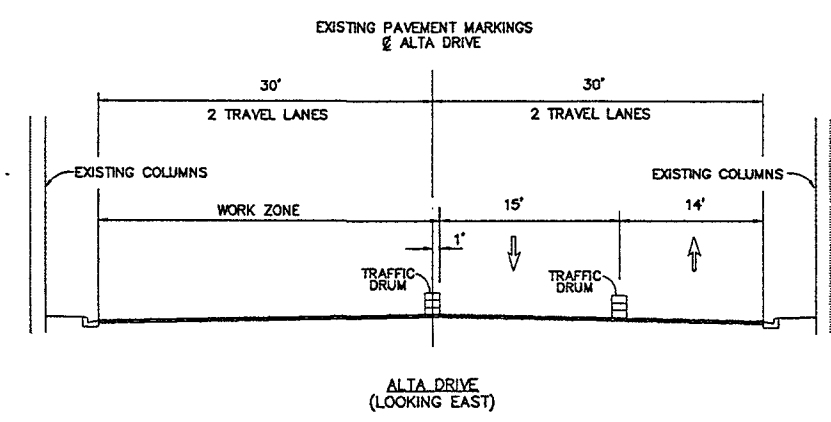 EXISTING PAVEMENT MARKINGS
℄ ALTA DRIVE
30'
30'
2 TRAVEL LANES
2 TRAVEL LANES
EXISTING COLUMNS
EXISTING COLUMNS
WORK ZONE
15'
14'
1'
TRAFFIC
DRUM
TRAFFIC
DRUM
ALTA DRIVE
(LOOKING EAST)